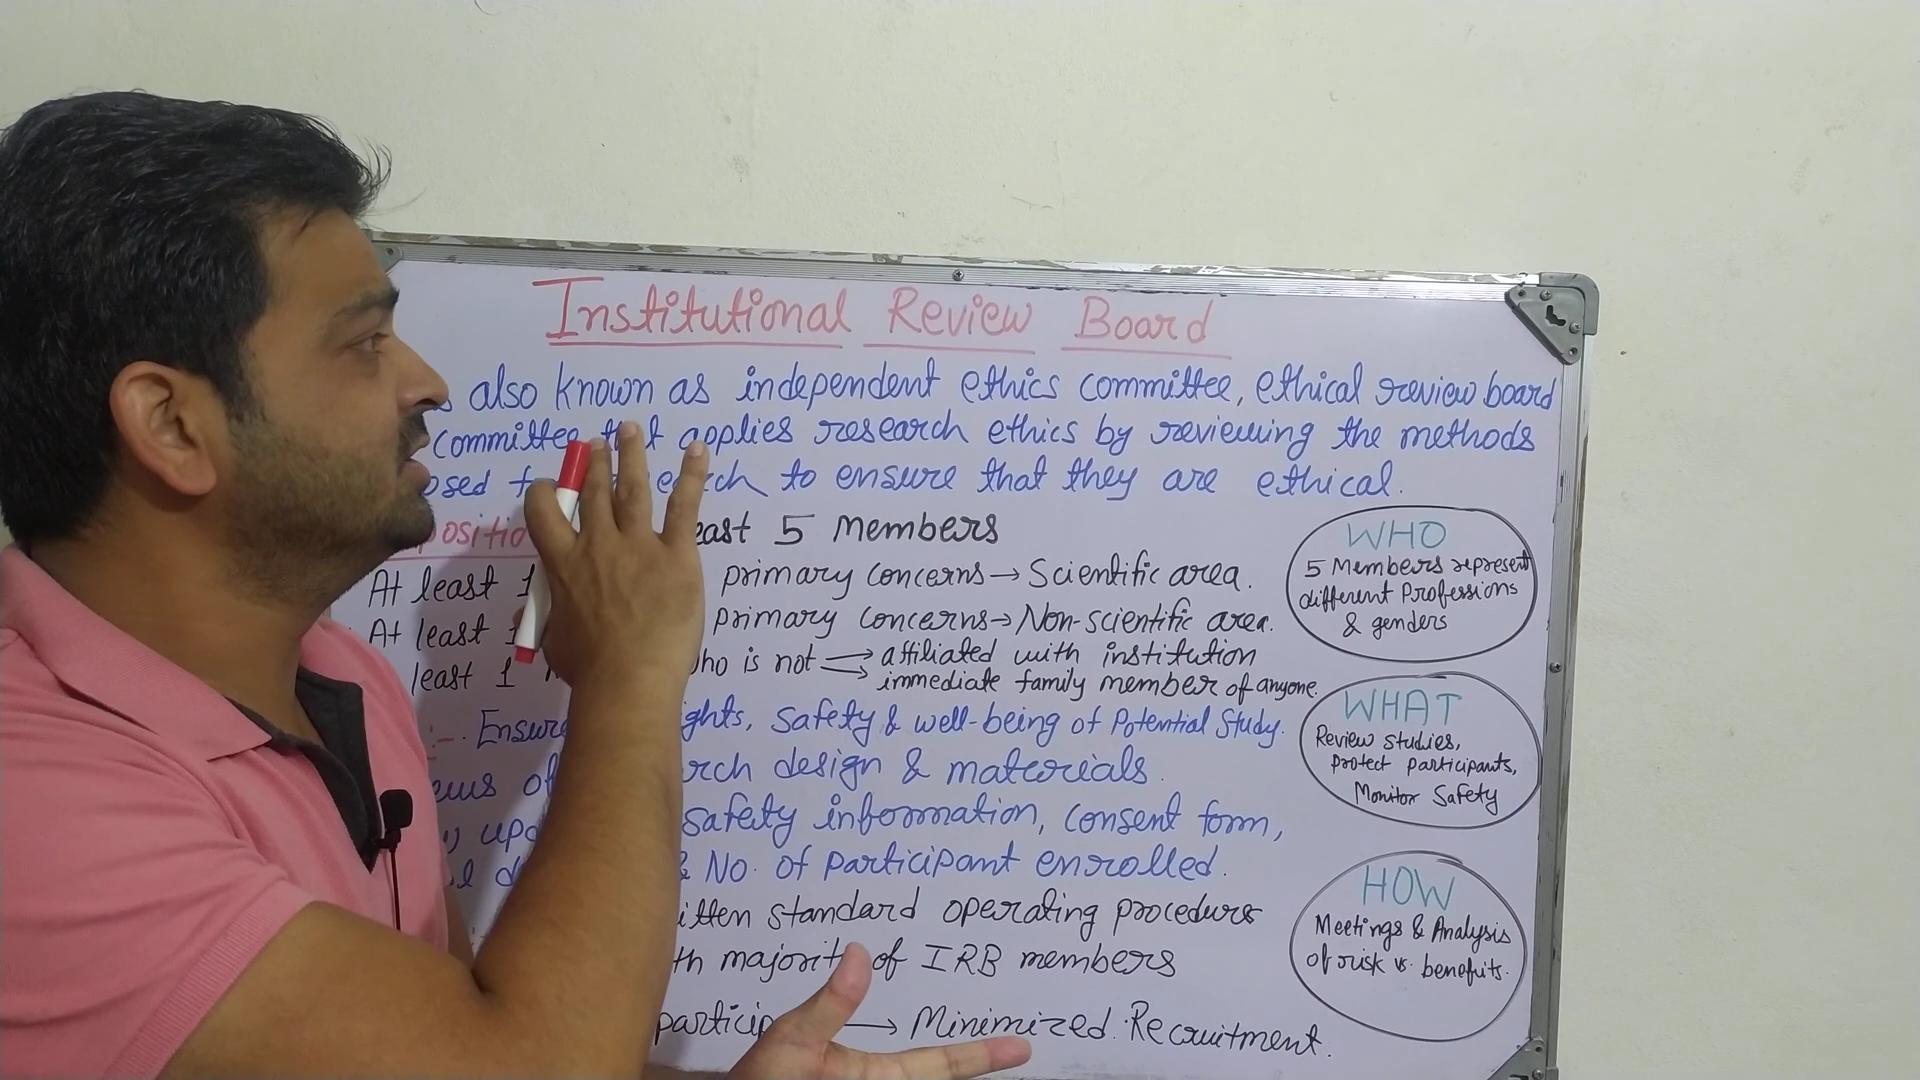 Institutional Review Board
also known as independent ethics committee, ethical review board
committee that applies research ethics by reviewing the methods
to ensure that they are ethical.
5 Members
At least 1 primary concerns → Scientific area.
At least 1 primary concerns → Non-scientific area.
least 1 who is not → affiliated with institution
→ immediate family member of anyone.
:- Ensure safety & well-being of Potential Study.
design & materials.
safety information, consent form,
& No. of participant enrolled.
standard operating procedures
majority of IRB members
→ Minimized Recruitment.
WHO
5 Members represent
different Professions
& genders
WHAT
Review studies,
protect participants,
Monitor Safety
HOW
Meetings & Analysis
of risk vs. benefits.